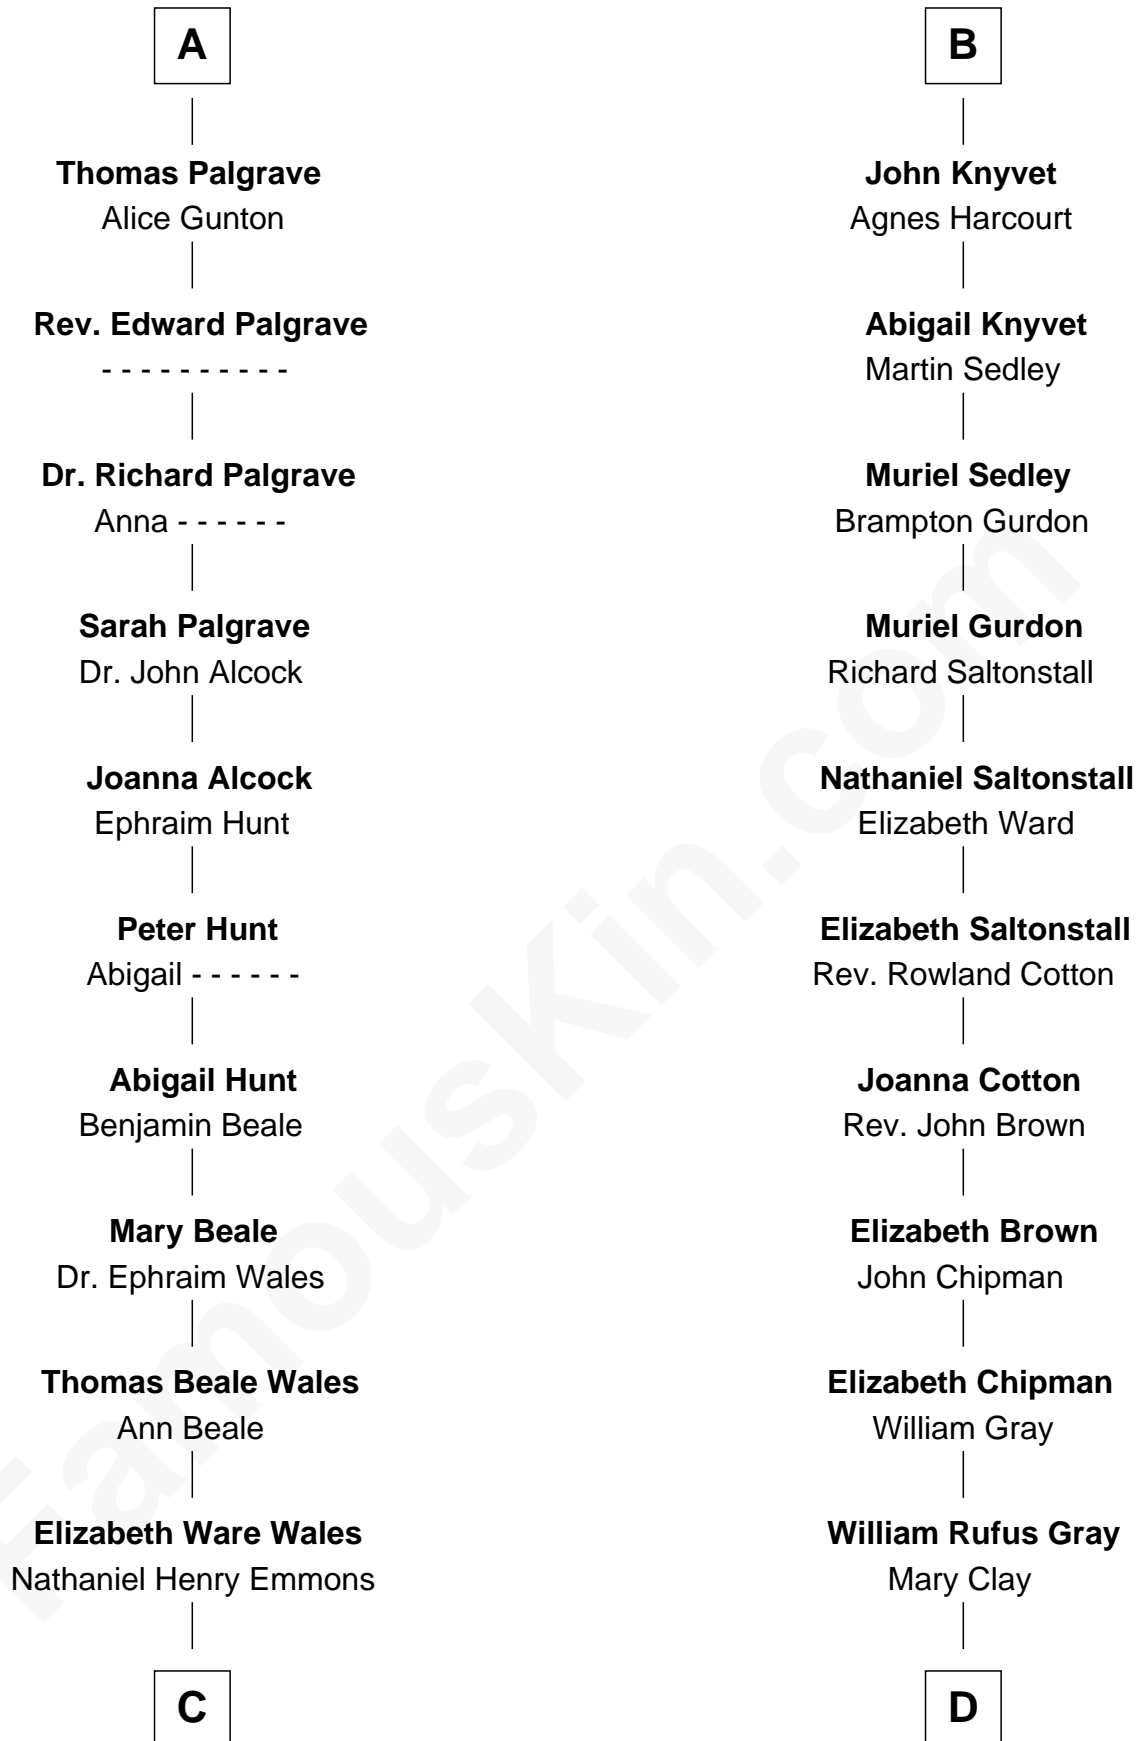 A
Thomas Palgrave
Alice Gunton
Rev. Edward Palgrave
- - - - - - - - - -
Dr. Richard Palgrave
Anna - - - - - -
Sarah Palgrave
Dr. John Alcock
Joanna Alcock
Ephraim Hunt
Peter Hunt
Abigail - - - - - -
Abigail Hunt
Benjamin Beale
Mary Beale
Dr. Ephraim Wales
Thomas Beale Wales
Ann Beale
Elizabeth Ware Wales
Nathaniel Henry Emmons
C
B
John Knyvet
Agnes Harcourt
Abigail Knyvet
Martin Sedley
Muriel Sedley
Brampton Gurdon
Muriel Gurdon
Richard Saltonstall
Nathaniel Saltonstall
Elizabeth Ward
Elizabeth Saltonstall
Rev. Rowland Cotton
Joanna Cotton
Rev. John Brown
Elizabeth Brown
John Chipman
Elizabeth Chipman
William Gray
William Rufus Gray
Mary Clay
D
FamousKin.com